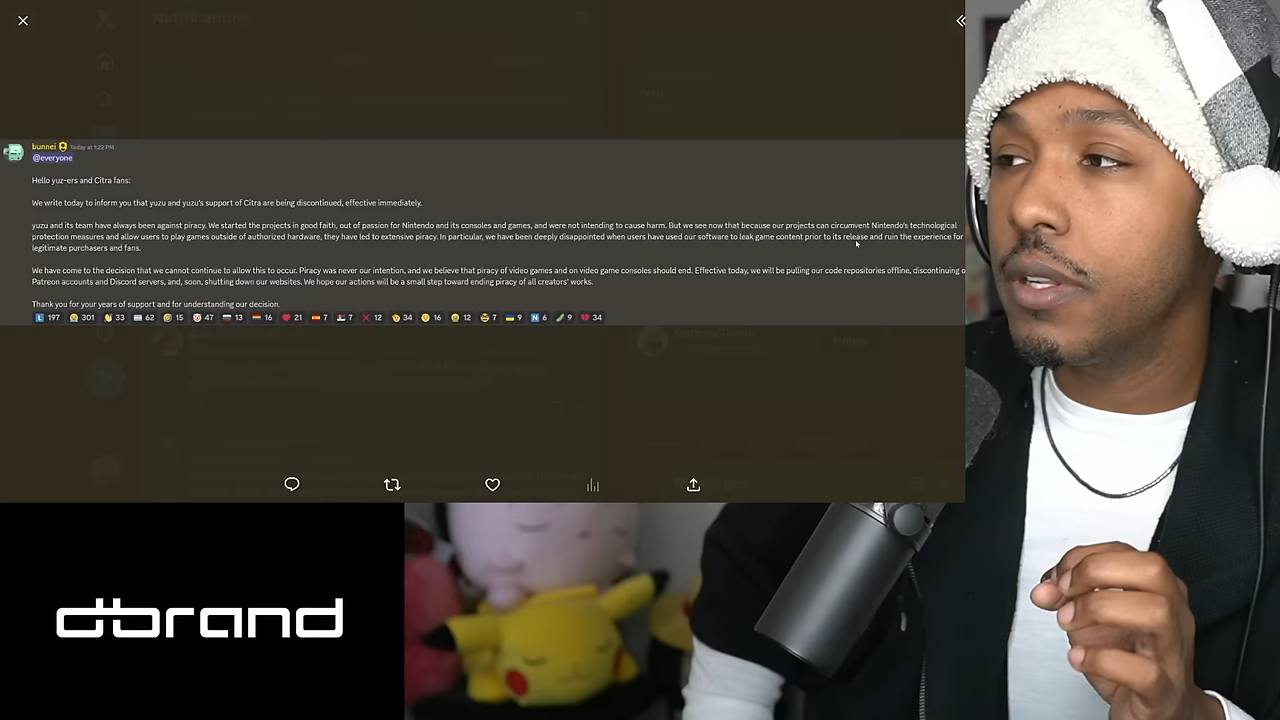 Notifications
bunnei Today at 1:22 PM
@everyone
Hello yuz-ers and Citra fans:
We write today to inform you that yuzu and yuzu's support of Citra are being discontinued, effective immediately.
yuzu and its team have always been against piracy. We started the projects in good faith, out of passion for Nintendo and its consoles and games, and were not intending to cause harm. But we see now that because our projects can circumvent Nintendo's technological
protection measures and allow users to play games outside of authorized hardware, they have led to extensive piracy. In particular, we have been deeply disappointed when users have used our software to leak game content prior to its release and ruin the experience for
legitimate purchasers and fans.
We have come to the decision that we cannot continue to allow this to occur. Piracy was never our intention, and we believe that piracy of video games and on video game consoles should end. Effective today, we will be pulling our code repositories offline, discontinuing o
Patreon accounts and Discord servers, and, soon, shutting down our websites. We hope our actions will be a small step toward ending piracy of all creators' works.
Thank you for your years of support and for understanding our decision.
L 197 301 33 62 15 47 13 16 21 7 7 12 34 16 12 7 9 N 6 9 34
Messages
dbrand